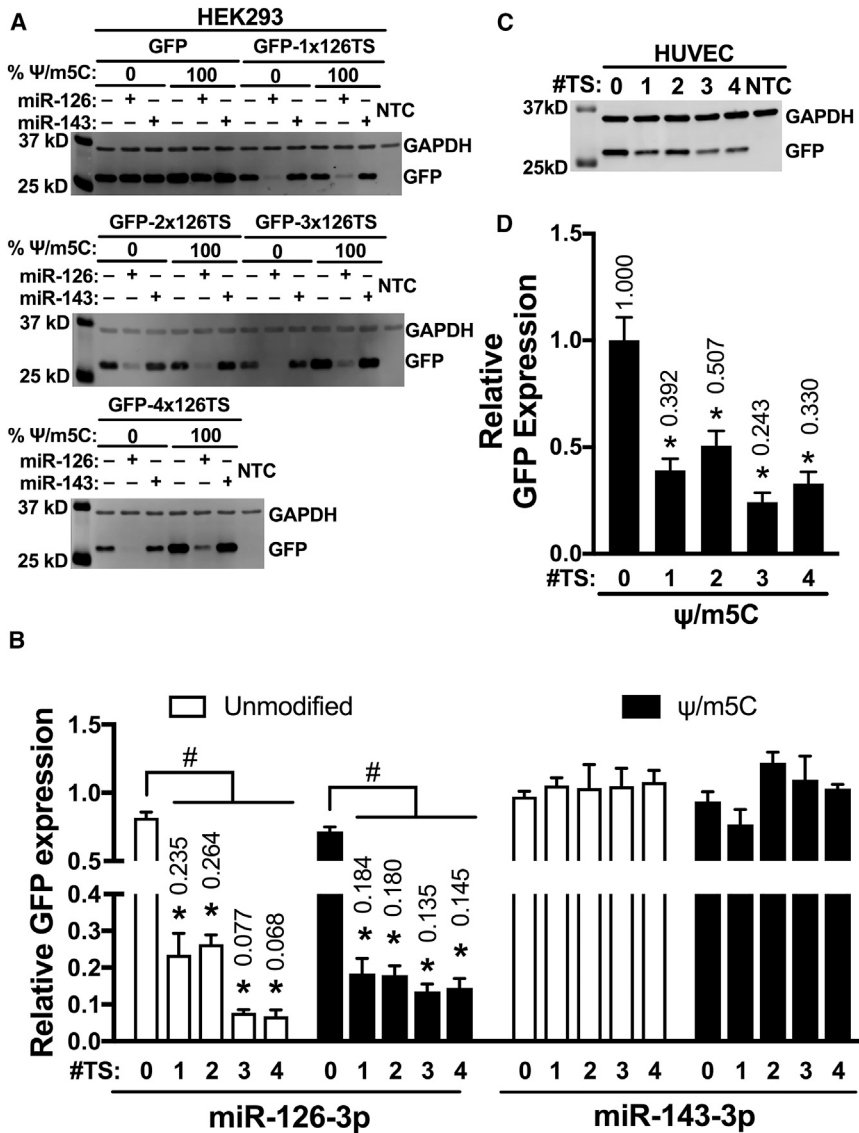 A
HEK293
GFP GFP-1x126TS
% Ψ/m5C: 0 100 0 100
miR-126: – + – – + – – + – – + – NTC
miR-143: – – + – – + – – + – – +
37 kD GAPDH
25 kD GFP
GFP-2x126TS GFP-3x126TS
% Ψ/m5C: 0 100 0 100
miR-126: – + – – + – – + – – + – NTC
miR-143: – – + – – + – – + – – +
37 kD GAPDH
25 kD GFP
GFP-4x126TS
% Ψ/m5C: 0 100
miR-126: – + – – + – NTC
miR-143: – – + – – +
37 kD GAPDH
25 kD GFP
C
HUVEC
#TS: 0 1 2 3 4 NTC
37kD GAPDH
25kD GFP
D
Relative
GFP Expression
1.5
1.0
0.5
0.0
1.000
* 0.392
* 0.507
* 0.243
* 0.330
#TS: 0 1 2 3 4
ψ/m5C
B
Unmodified ψ/m5C
Relative GFP expression
1.5
1.0
0.5
0.4
0.3
0.2
0.1
0.0
# #
* 0.235
* 0.264
* 0.077
* 0.068
* 0.184
* 0.180
* 0.135
* 0.145
#TS: 0 1 2 3 4 0 1 2 3 4 0 1 2 3 4 0 1 2 3 4
miR-126-3p miR-143-3p